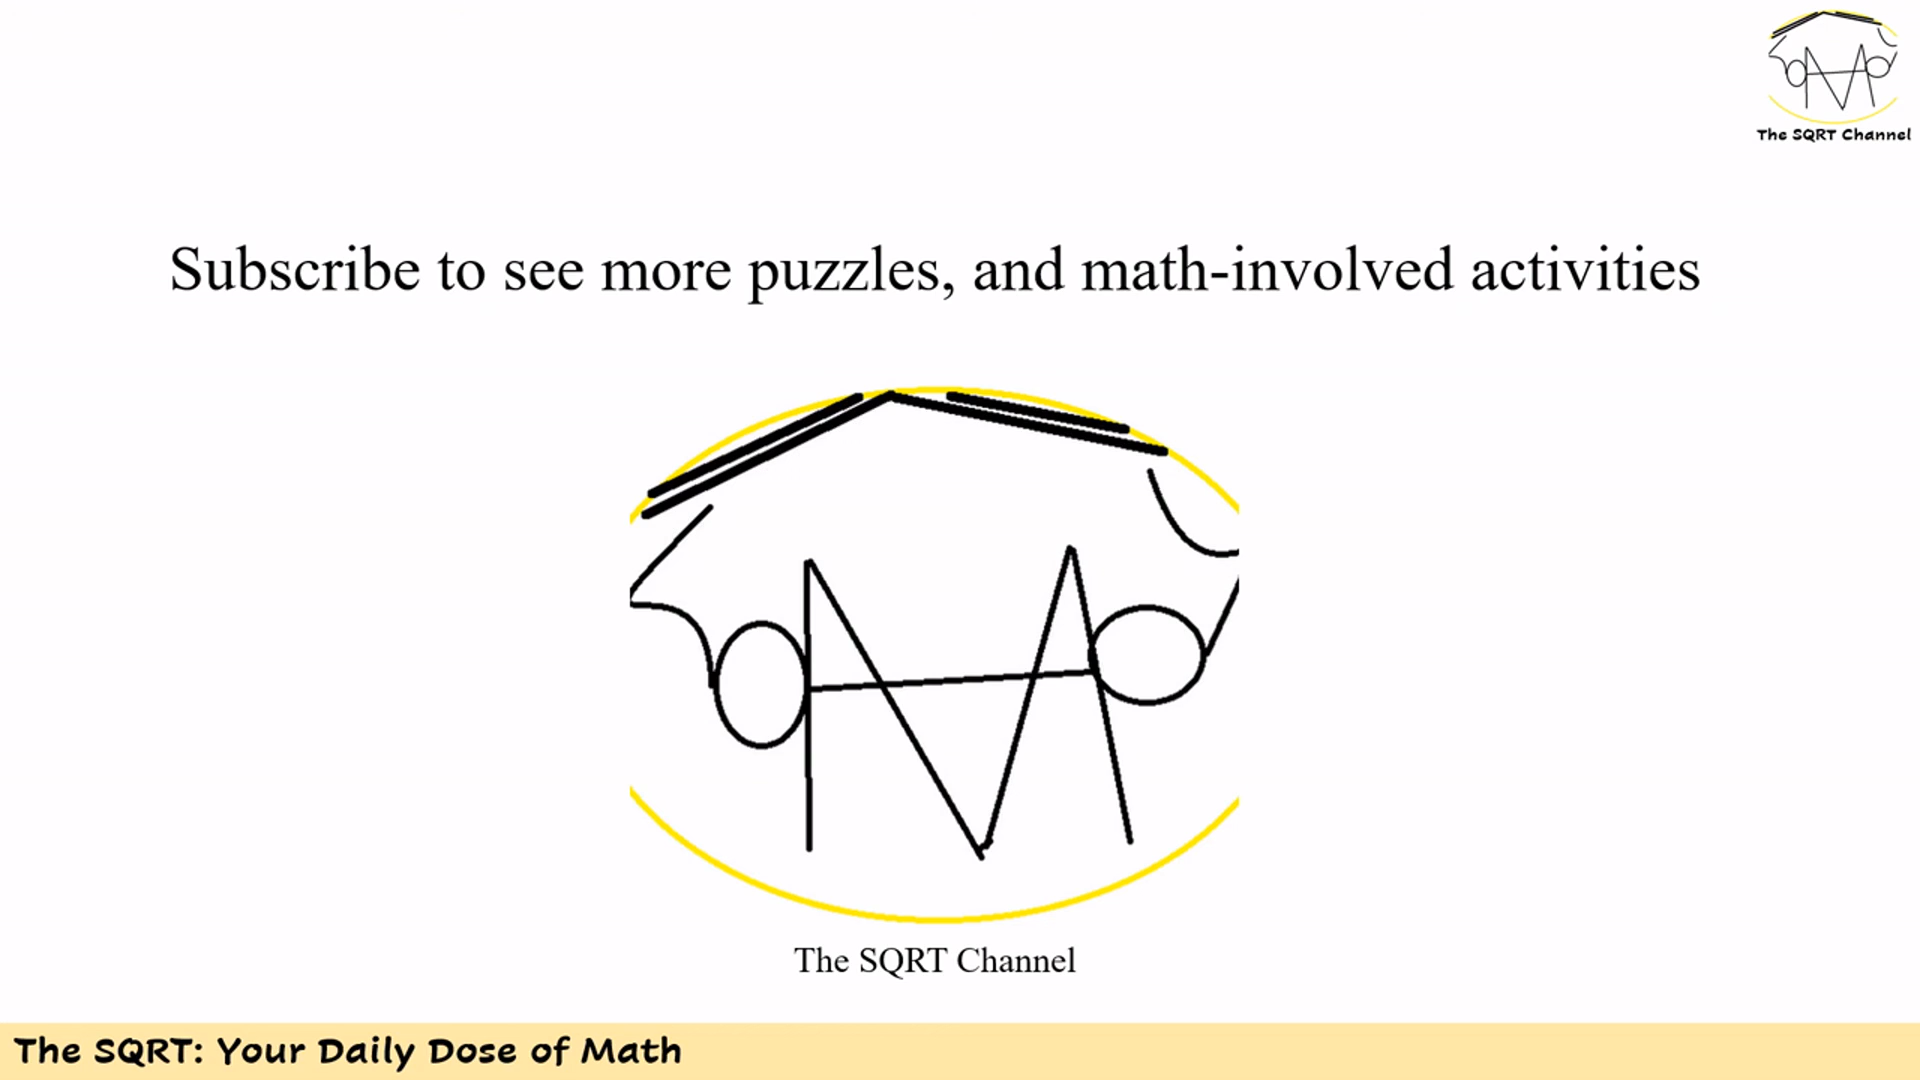 The SQRT Channel
Subscribe to see more puzzles, and math-involved activities
The SQRT Channel
The SQRT: Your Daily Dose of Math